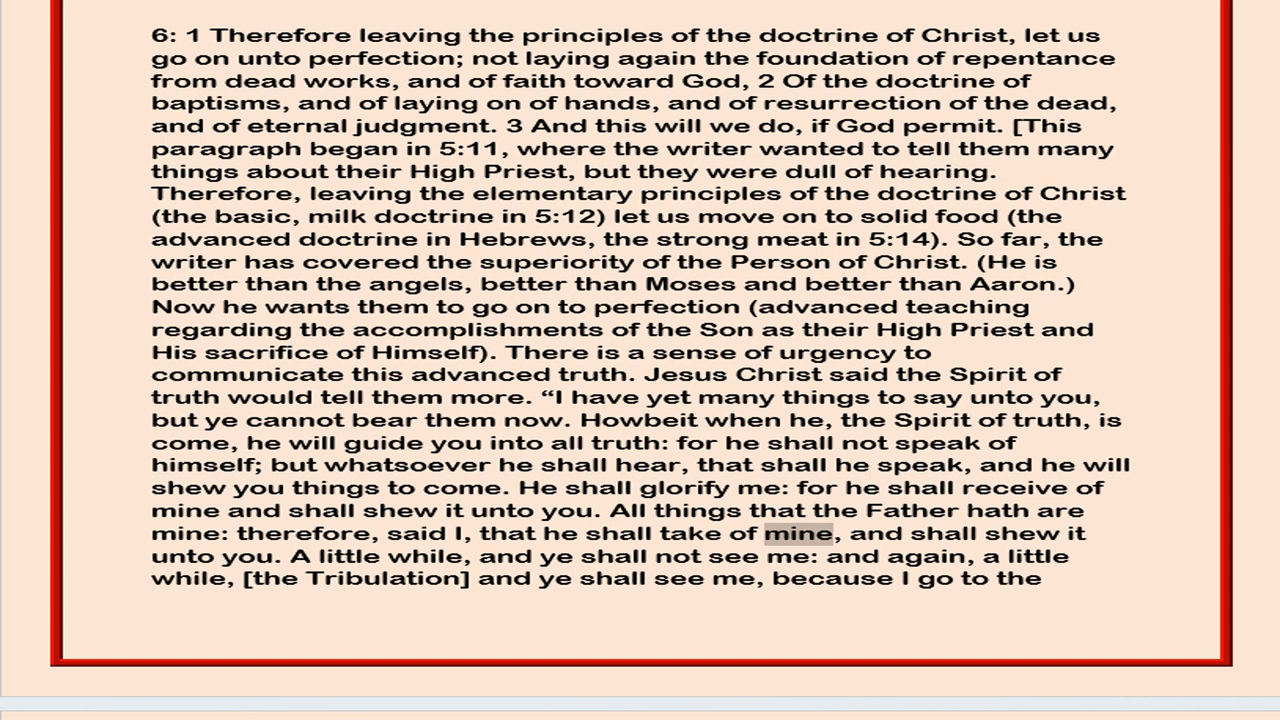 6: 1 Therefore leaving the principles of the doctrine of Christ, let us
go on unto perfection; not laying again the foundation of repentance
from dead works, and of faith toward God, 2 Of the doctrine of
baptisms, and of laying on of hands, and of resurrection of the dead,
and of eternal judgment. 3 And this will we do, if God permit. [This
paragraph began in 5:11, where the writer wanted to tell them many
things about their High Priest, but they were dull of hearing.
Therefore, leaving the elementary principles of the doctrine of Christ
(the basic, milk doctrine in 5:12) let us move on to solid food (the
advanced doctrine in Hebrews, the strong meat in 5:14). So far, the
writer has covered the superiority of the Person of Christ. (He is
better than the angels, better than Moses and better than Aaron.)
Now he wants them to go on to perfection (advanced teaching
regarding the accomplishments of the Son as their High Priest and
His sacrifice of Himself). There is a sense of urgency to
communicate this advanced truth. Jesus Christ said the Spirit of
truth would tell them more. “I have yet many things to say unto you,
but ye cannot bear them now. Howbeit when he, the Spirit of truth, is
come, he will guide you into all truth: for he shall not speak of
himself; but whatsoever he shall hear, that shall he speak, and he will
shew you things to come. He shall glorify me: for he shall receive of
mine and shall shew it unto you. All things that the Father hath are
mine: therefore, said I, that he shall take of mine, and shall shew it
unto you. A little while, and ye shall not see me: and again, a little
while, [the Tribulation] and ye shall see me, because I go to the